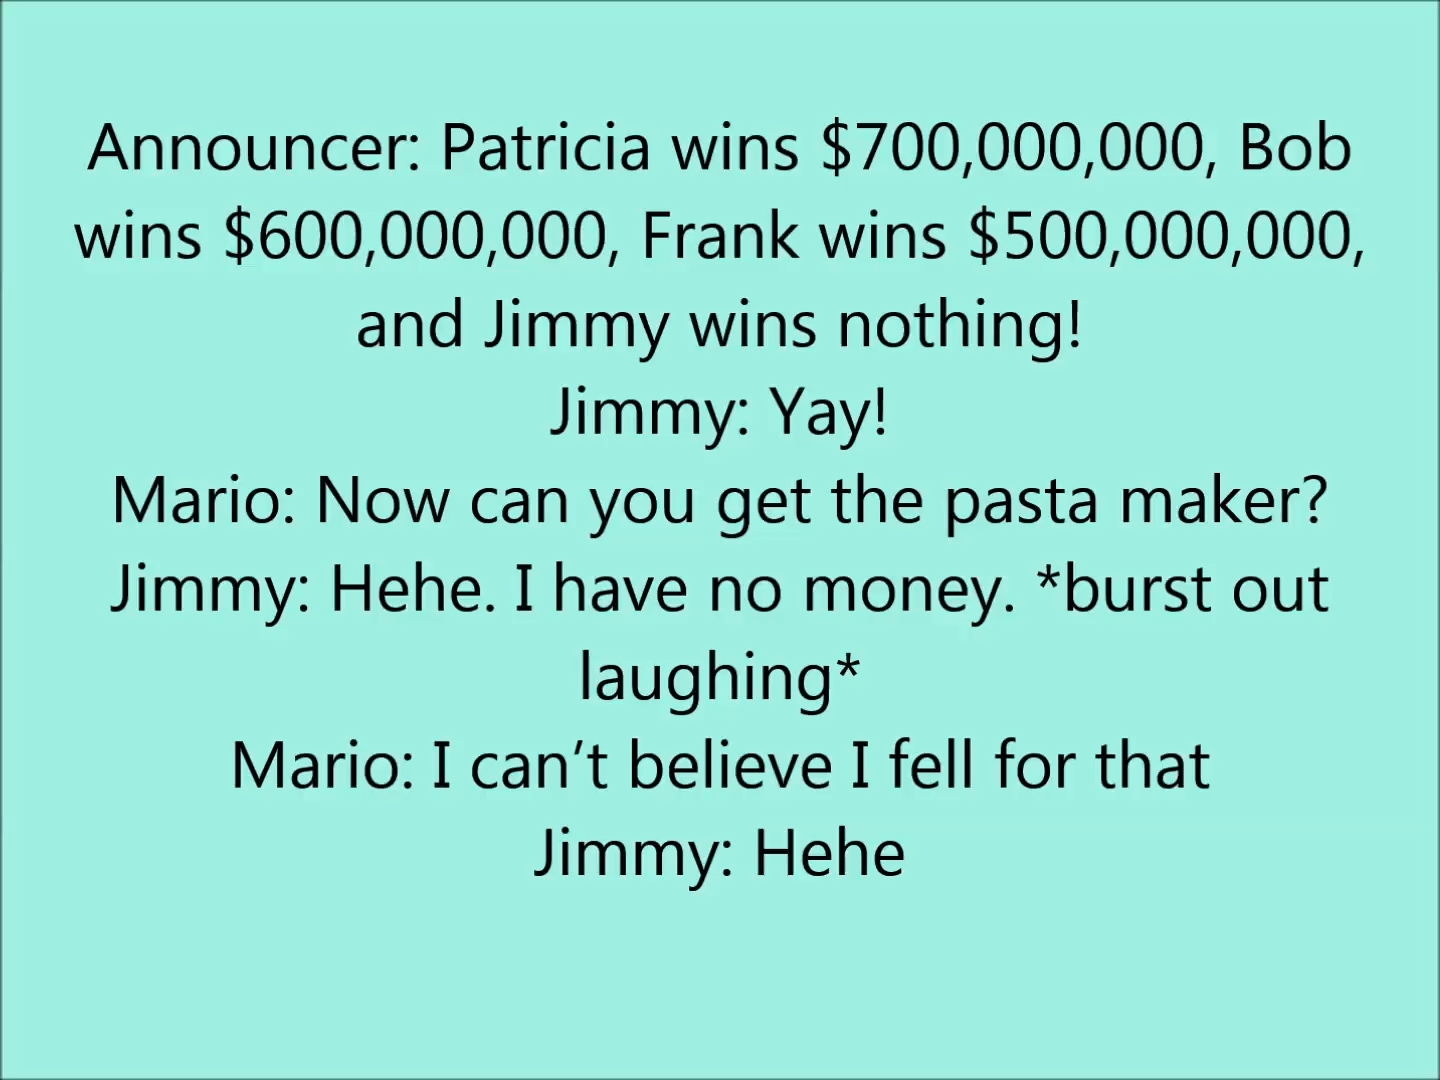 Announcer: Patricia wins $700,000,000, Bob
wins $600,000,000, Frank wins $500,000,000,
and Jimmy wins nothing!
Jimmy: Yay!
Mario: Now can you get the pasta maker?
Jimmy: Hehe. I have no money. *burst out
laughing*
Mario: I can’t believe I fell for that
Jimmy: Hehe